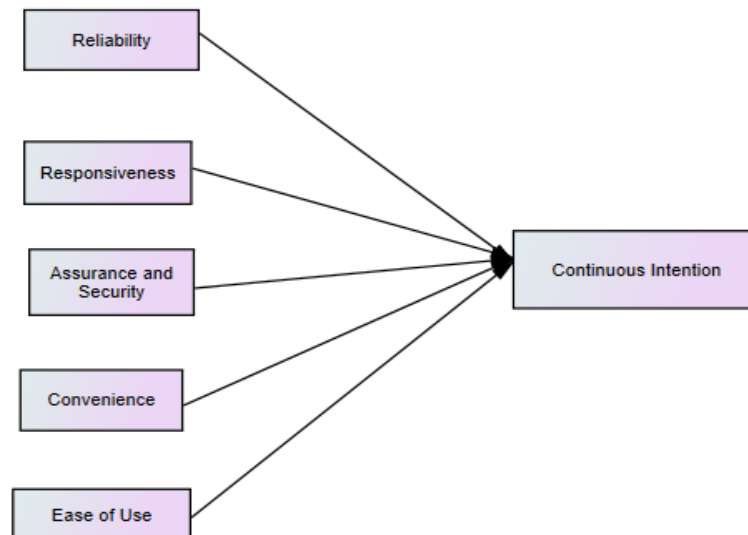 Reliability
Responsiveness
Assurance and
Security
Continuous Intention
Convenience
Ease of Use